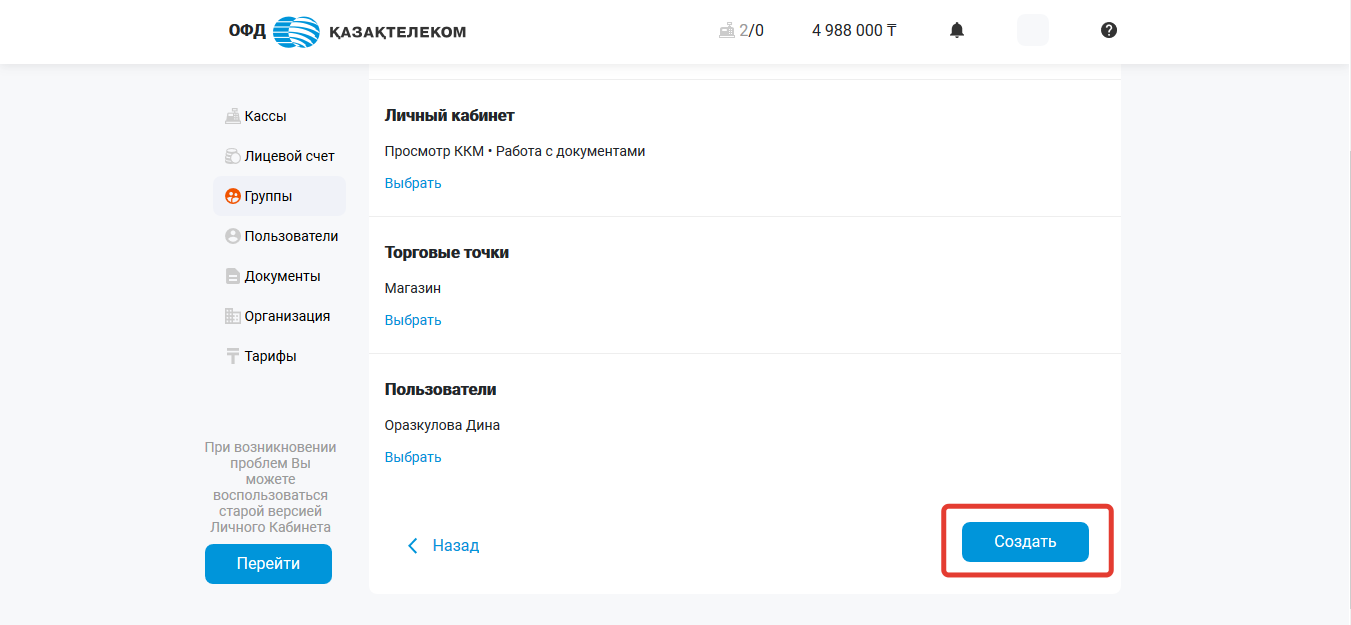 ОФД ҚАЗАҚТЕЛЕКОМ
2/0
4 988 000 ₸
Кассы
Лицевой счет
Группы
Пользователи
Документы
Организация
Тарифы
При возникновении
проблем Вы
можете
воспользоваться
старой версией
Личного Кабинета
Перейти
Личный кабинет
Просмотр ККМ • Работа с документами
Выбрать
Торговые точки
Магазин
Выбрать
Пользователи
Оразкулова Дина
Выбрать
Назад
Создать